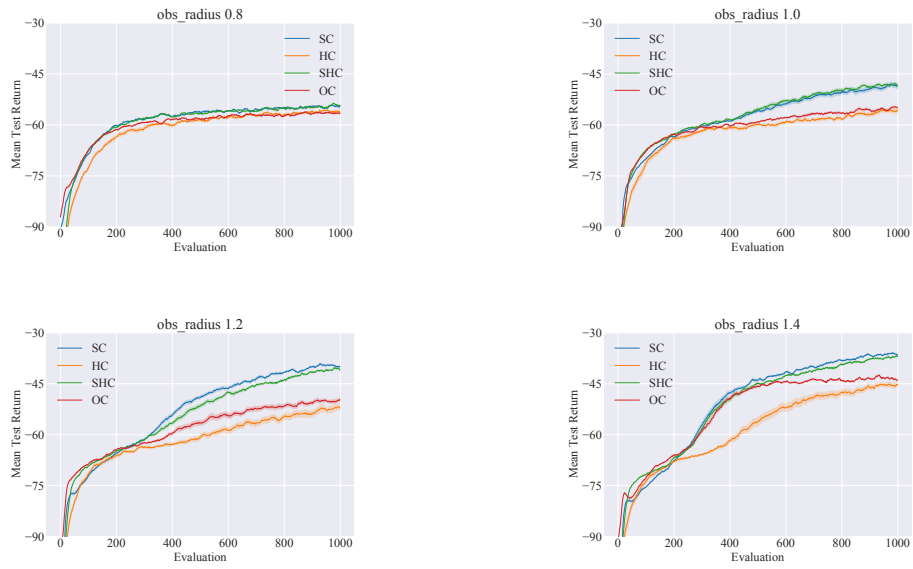 obs_radius 0.8
−30
−45
−60
−75
−90
Mean Test Return
SC
HC
SHC
OC
0 200 400 600 800 1000
Evaluation
obs_radius 1.0
−30
−45
−60
−75
−90
Mean Test Return
SC
HC
SHC
OC
0 200 400 600 800 1000
Evaluation
obs_radius 1.2
−30
−45
−60
−75
−90
Mean Test Return
SC
HC
SHC
OC
0 200 400 600 800 1000
Evaluation
obs_radius 1.4
−30
−45
−60
−75
−90
Mean Test Return
SC
HC
SHC
OC
0 200 400 600 800 1000
Evaluation